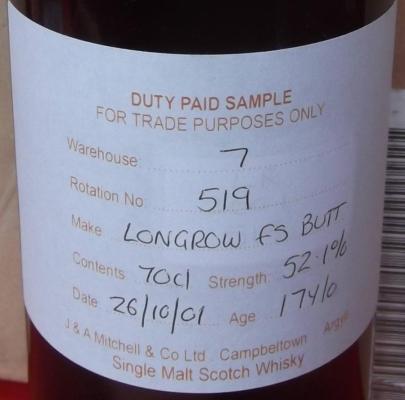 DUTY PAID SAMPLE
FOR TRADE PURPOSES ONLY
Warehouse: 7
Rotation No 519
Make LONGROW FS BUTT
Contents 70cl Strength: 52.1%
Date 26/10/01 Age 17y/o
J & A Mitchell & Co Ltd Campbeltown Argyll
Single Malt Scotch Whisky